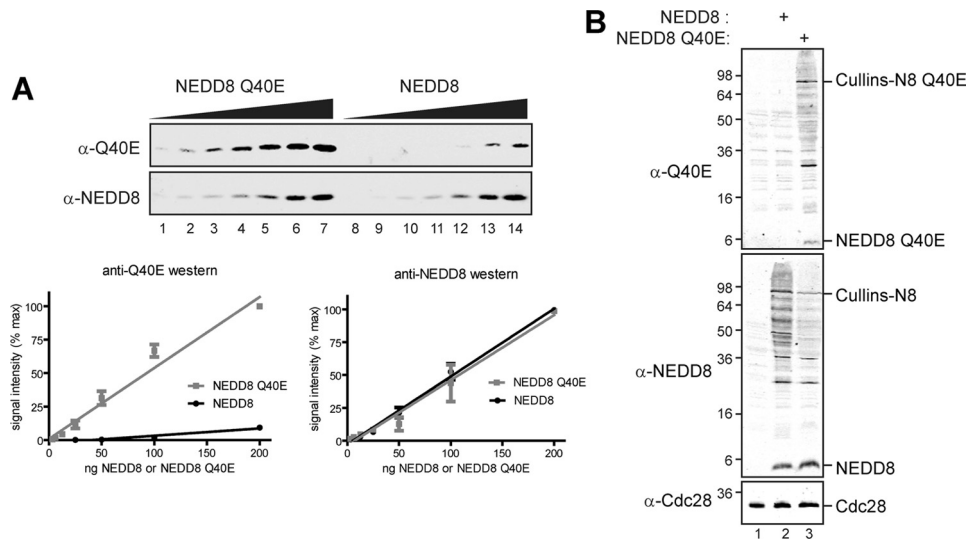 A
NEDD8 Q40E NEDD8
α-Q40E
α-NEDD8
1 2 3 4 5 6 7 8 9 10 11 12 13 14
anti-Q40E western
signal intensity (% max)
100
75
50
25
0
0 50 100 150 200
ng NEDD8 or NEDD8 Q40E
NEDD8 Q40E
NEDD8
anti-NEDD8 western
signal intensity (% max)
100
75
50
25
0
0 50 100 150 200
ng NEDD8 or NEDD8 Q40E
NEDD8 Q40E
NEDD8
B
NEDD8 : +
NEDD8 Q40E: +
98
64
50
36
16
6
α-Q40E
Cullins-N8 Q40E
NEDD8 Q40E
98
64
50
36
16
6
α-NEDD8
Cullins-N8
NEDD8
36
α-Cdc28
Cdc28
1 2 3